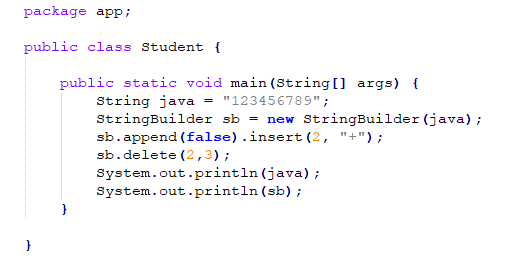 package app;
public class Student {
public static void main(String[] args) {
String java = "123456789";
StringBuilder sb = new StringBuilder(java);
sb.append(false).insert(2, "+");
sb.delete(2,3);
System.out.println(java);
System.out.println(sb);
}
}